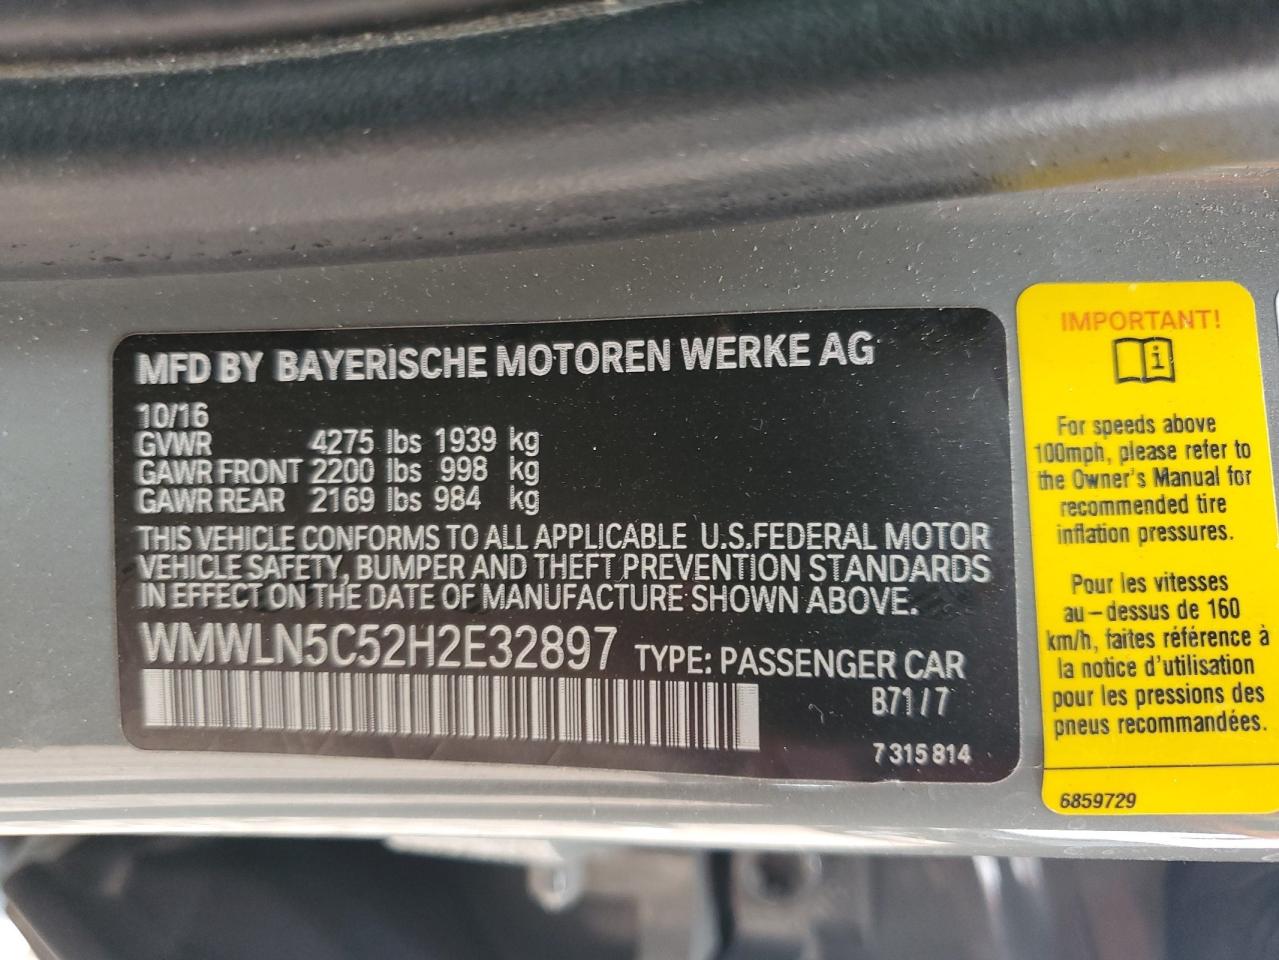 MFD BY BAYERISCHE MOTOREN WERKE AG
10/16
GVWR 4275 lbs 1939 kg
GAWR FRONT 2200 lbs 998 kg
GAWR REAR 2169 lbs 984 kg
THIS VEHICLE CONFORMS TO ALL APPLICABLE U.S.FEDERAL MOTOR
VEHICLE SAFETY, BUMPER AND THEFT PREVENTION STANDARDS
IN EFFECT ON THE DATE OF MANUFACTURE SHOWN ABOVE.
WMWLN5C52H2E32897 TYPE: PASSENGER CAR
B71/7
7 315 814
IMPORTANT!
i
For speeds above
100mph, please refer to
the Owner's Manual for
recommended tire
inflation pressures.
Pour les vitesses
au-dessus de 160
km/h, faites référence à
la notice d'utilisation
pour les pressions des
pneus recommandées.
6859729